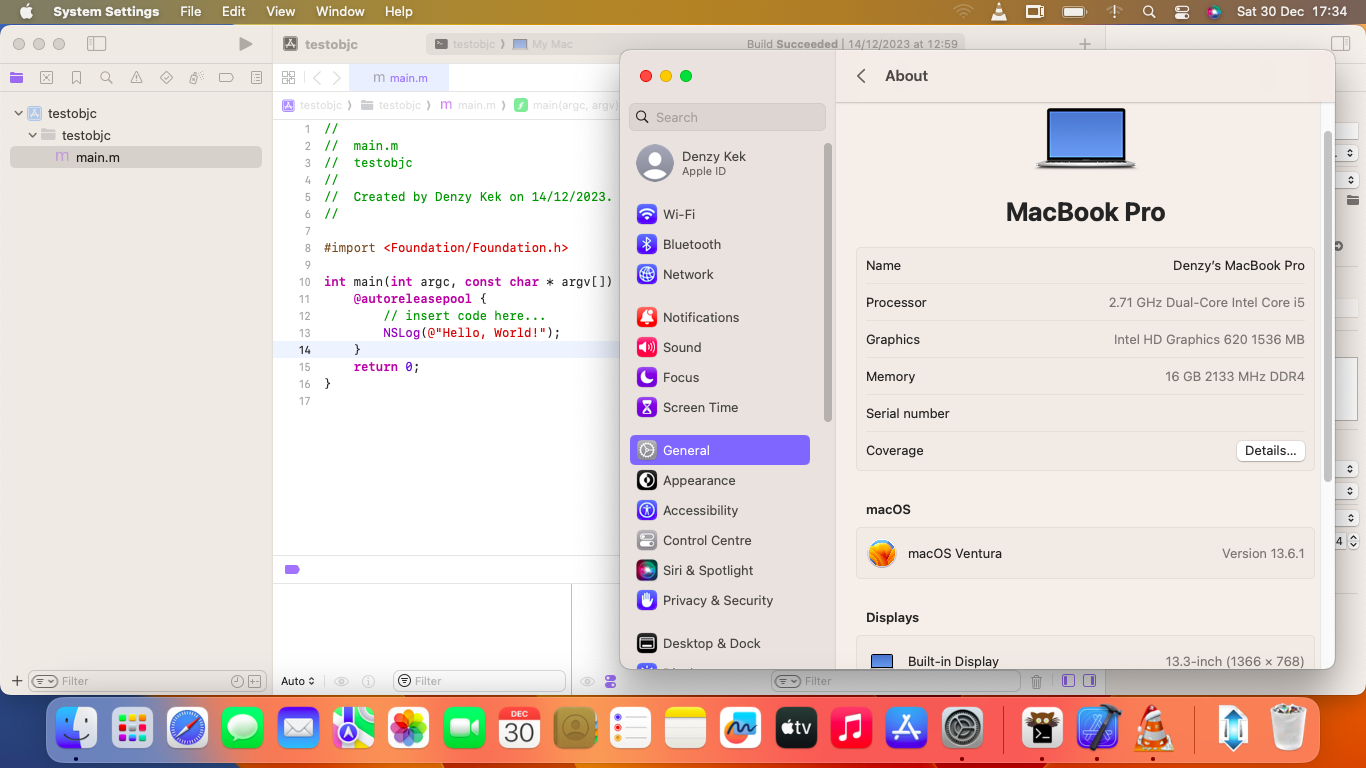 System Settings File Edit View Window Help Sat 30 Dec 17:34
testobjc
testobjc My Mac
Build Succeeded | 14/12/2023 at 12:59
main.m
testobjc testobjc main.m main(argc, argv)
testobjc
testobjc
main.m
1 //
2 // main.m
3 // testobjc
4 //
5 // Created by Denzy Kek on 14/12/2023.
6 //
7
8 #import <Foundation/Foundation.h>
9
10 int main(int argc, const char * argv[])
11 @autoreleasepool {
12 // insert code here...
13 NSLog(@"Hello, World!");
14 }
15 return 0;
16 }
17
Auto
Filter
Filter
Filter
Search
Denzy Kek
Apple ID
Wi-Fi
Bluetooth
Network
Notifications
Sound
Focus
Screen Time
General
Appearance
Accessibility
Control Centre
Siri & Spotlight
Privacy & Security
Desktop & Dock
About
MacBook Pro
Name Denzy's MacBook Pro
Processor 2.71 GHz Dual-Core Intel Core i5
Graphics Intel HD Graphics 620 1536 MB
Memory 16 GB 2133 MHz DDR4
Serial number
Coverage Details...
macOS
macOS Ventura Version 13.6.1
Displays
Built-in Display 13.3-inch (1366 × 768)
4
DEC
30
tv